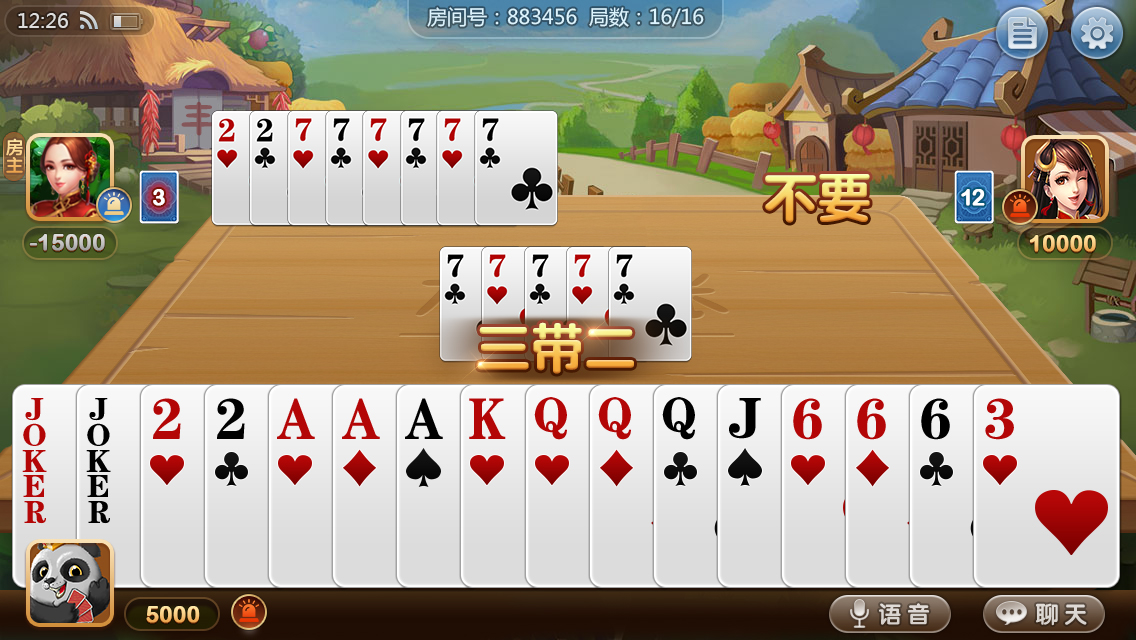 12:26
房间号：883456 局数：16/16
房主
3
-15000
2 2 7 7 7 7 7 7
不要
12
10000
7 7 7 7 7
三带二
JOKER JOKER 2 2 A A A K Q Q Q J 6 6 6 3
5000
语音
聊天